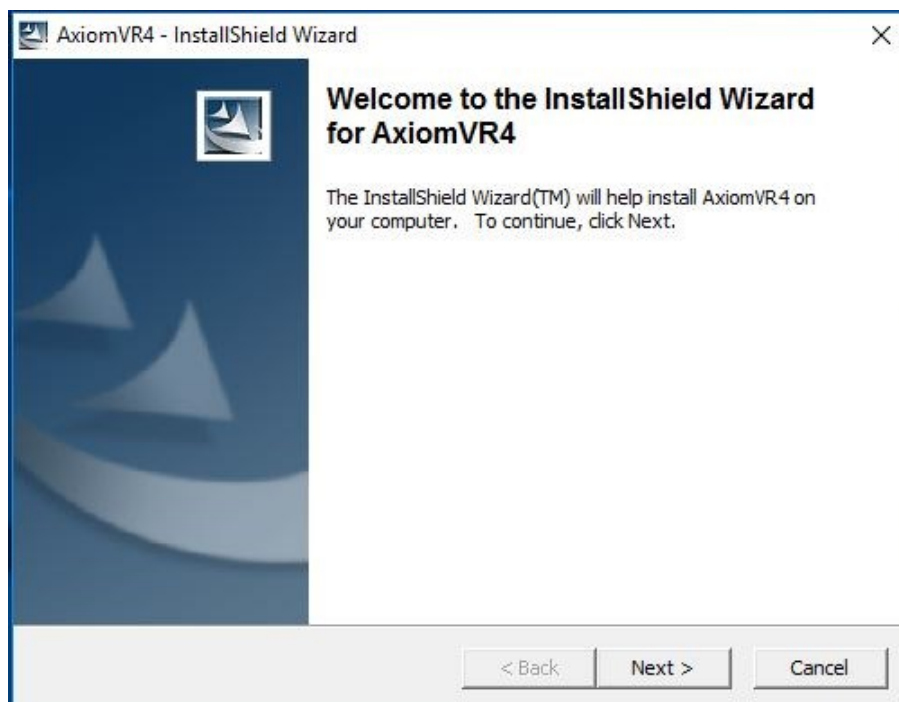 AxiomVR4 - InstallShield Wizard
Welcome to the InstallShield Wizard
for AxiomVR4
The InstallShield Wizard(TM) will help install AxiomVR4 on
your computer.   To continue, click Next.
< Back
Next >
Cancel